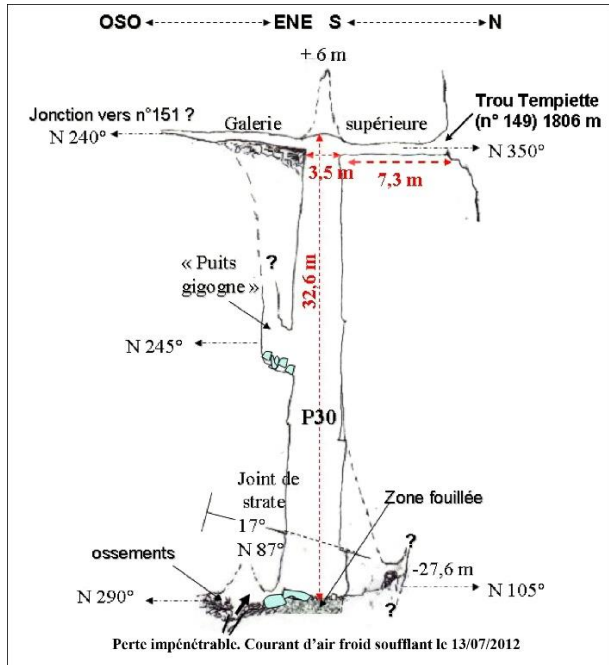 OSO ENE S N
+ 6 m
Jonction vers n°151 ?
Galerie supérieure
Trou Tempiette
(n° 149) 1806 m
N 240°
N 350°
3,5 m
7,3 m
?
« Puits
gigogne »
32,6 m
N 245°
P30
Joint de
strate
17°
Zone fouillée
N 87°
?
ossements
-27,6 m
N 290°
N 105°
?
Perte impénétrable. Courant d'air froid soufflant le 13/07/2012